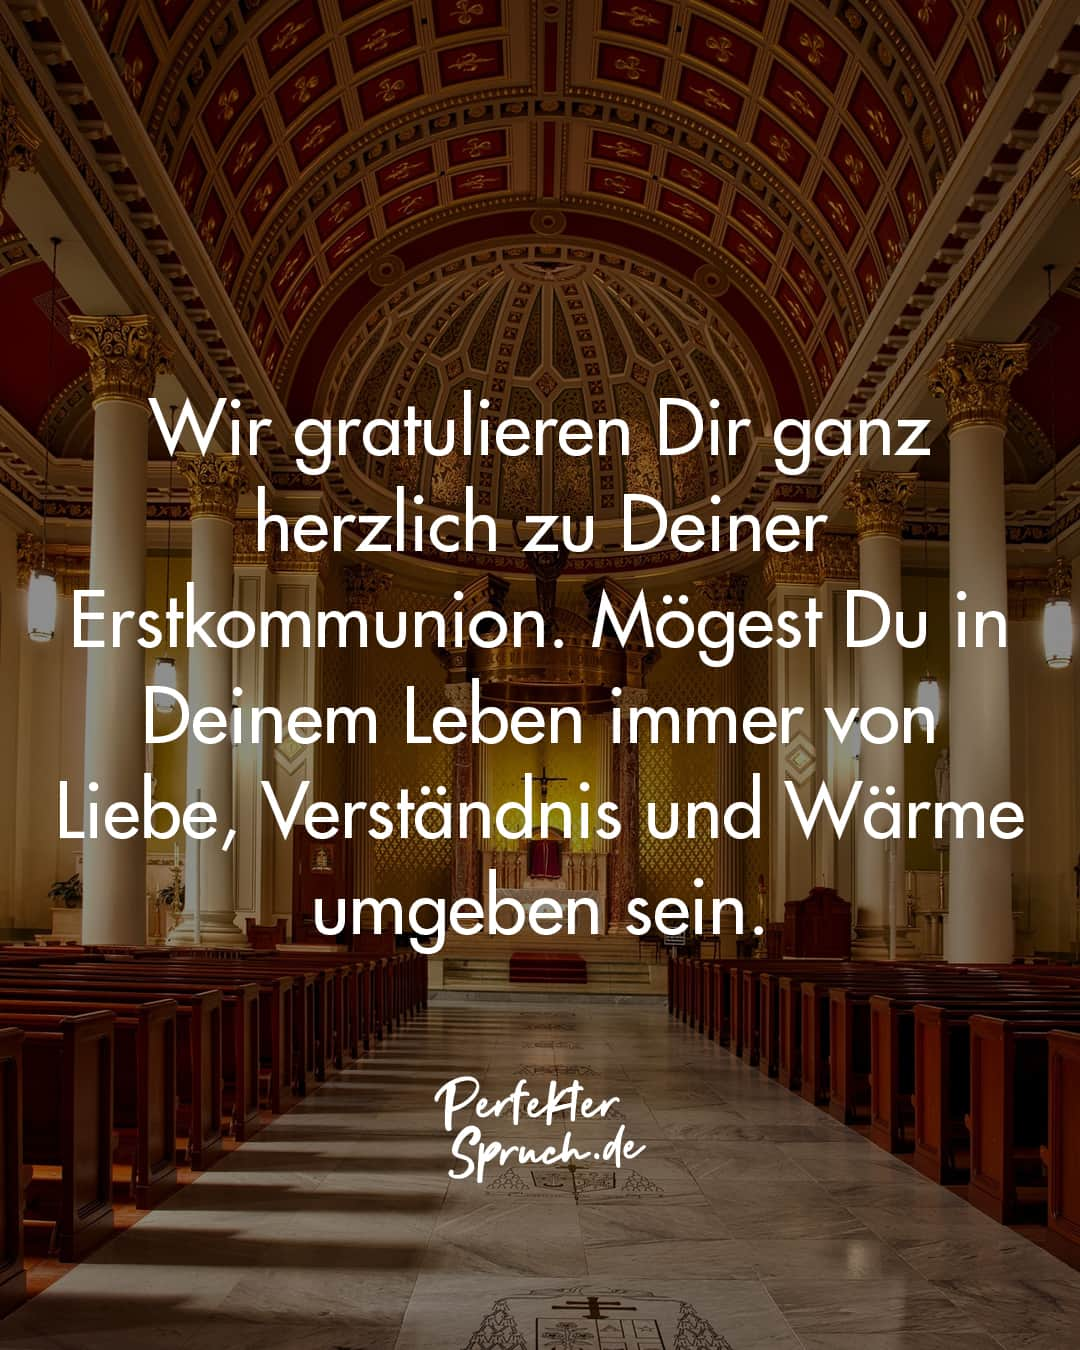 Wir gratulieren Dir ganz
herzlich zu Deiner
Erstkommunion. Mögest Du in
Deinem Leben immer von
Liebe, Verständnis und Wärme
umgeben sein.
Perfekter
Spruch.de